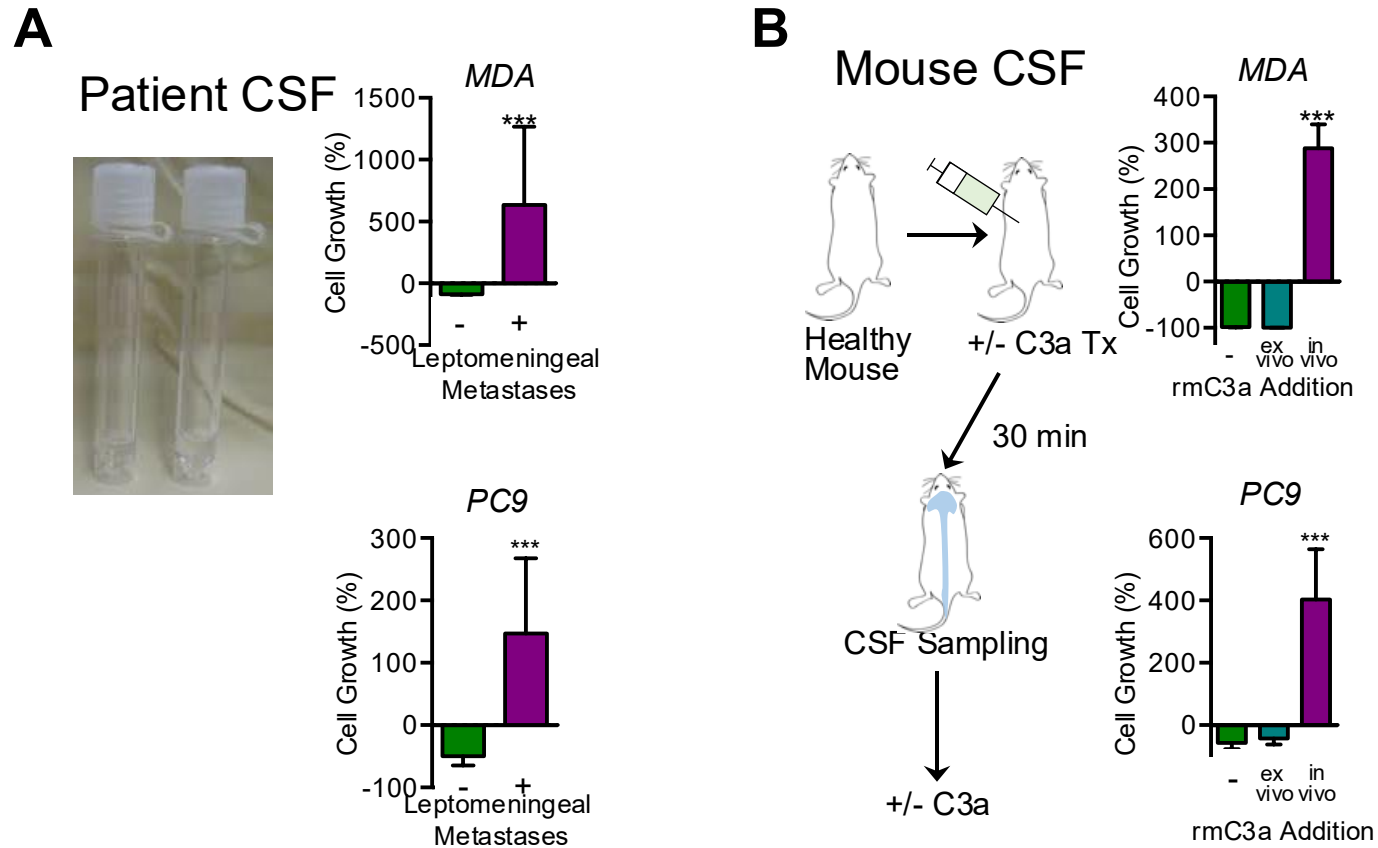 A
Patient CSF
MDA
Cell Growth (%)
1500
1000
500
0
-500
***
- +
Leptomeningeal
Metastases
PC9
Cell Growth (%)
300
200
100
0
-100
***
- +
Leptomeningeal
Metastases
B
Mouse CSF
Healthy
Mouse
+/- C3a Tx
30 min
CSF Sampling
+/- C3a
MDA
Cell Growth (%)
400
300
200
100
0
-100
***
- ex vivo in vivo
rmC3a Addition
PC9
Cell Growth (%)
600
400
200
0
***
- ex vivo in vivo
rmC3a Addition